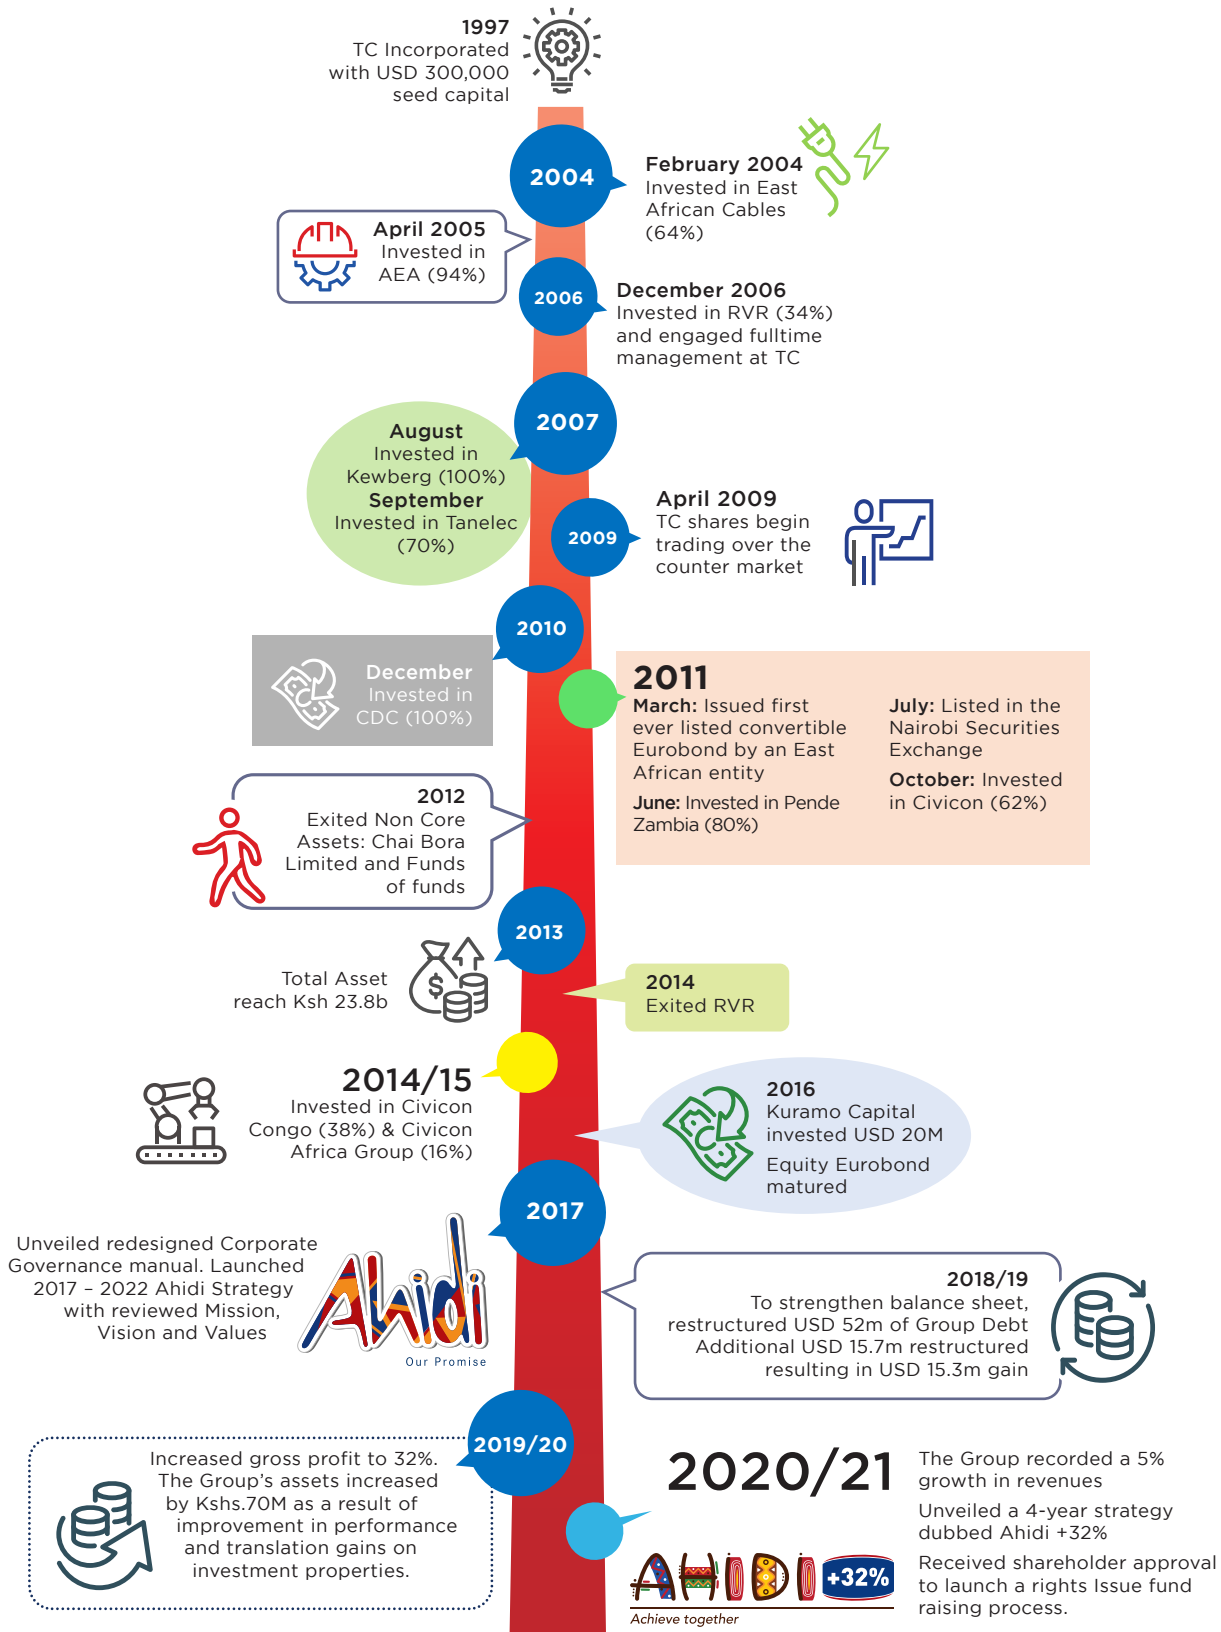 1997
TC Incorporated
with USD 300,000
seed capital
2004
February 2004
Invested in East
African Cables
(64%)
April 2005
Invested in
AEA (94%)
2006
December 2006
Invested in RVR (34%)
and engaged fulltime
management at TC
2007
August
Invested in
Kewberg (100%)
September
Invested in Tanelec
(70%)
2009
April 2009
TC shares begin
trading over the
counter market
2010
December
Invested in
CDC (100%)
2011
March: Issued first
ever listed convertible
Eurobond by an East
African entity
June: Invested in Pende
Zambia (80%)
July: Listed in the
Nairobi Securities
Exchange
October: Invested
in Civicon (62%)
2012
Exited Non Core
Assets: Chai Bora
Limited and Funds
of funds
2013
Total Asset
reach Ksh 23.8b
$
2014
Exited RVR
2014/15
Invested in Civicon
Congo (38%) & Civicon
Africa Group (16%)
2016
Kuramo Capital
invested USD 20M
Equity Eurobond
matured
2017
Unveiled redesigned Corporate
Governance manual. Launched
2017 – 2022 Ahidi Strategy
with reviewed Mission,
Vision and Values
Ahidi
Our Promise
2018/19
To strengthen balance sheet,
restructured USD 52m of Group Debt
Additional USD 15.7m restructured
resulting in USD 15.3m gain
2019/20
Increased gross profit to 32%.
The Group's assets increased
by Kshs.70M as a result of
improvement in performance
and translation gains on
investment properties.
2020/21
The Group recorded a 5%
growth in revenues
Unveiled a 4-year strategy
dubbed Ahidi +32%
Received shareholder approval
to launch a rights Issue fund
raising process.
AHIDI +32%
Achieve together